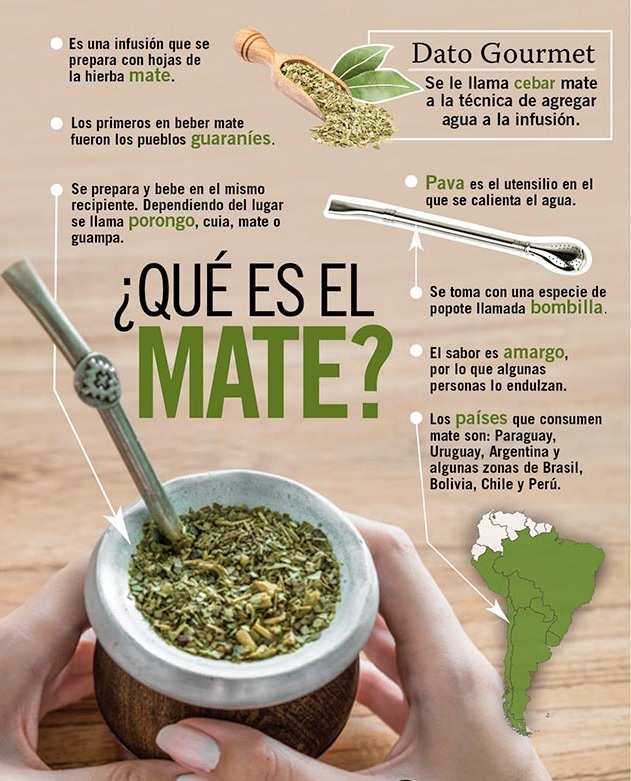 Es una infusión que se
prepara con hojas de
la hierba mate.
Los primeros en beber mate
fueron los pueblos guaraníes.
Se prepara y bebe en el mismo
recipiente. Dependiendo del lugar
se llama porongo, cuia, mate o
guampa.
¿QUÉ ES EL
MATE?
Dato Gourmet
Se le llama cebar mate
a la técnica de agregar
agua a la infusión.
Pava es el utensilio en el
que se calienta el agua.
Se toma con una especie de
popote llamada bombilla.
El sabor es amargo,
por lo que algunas
personas lo endulzan.
Los países que consumen
mate son: Paraguay,
Uruguay, Argentina y
algunas zonas de Brasil,
Bolivia, Chile y Perú.